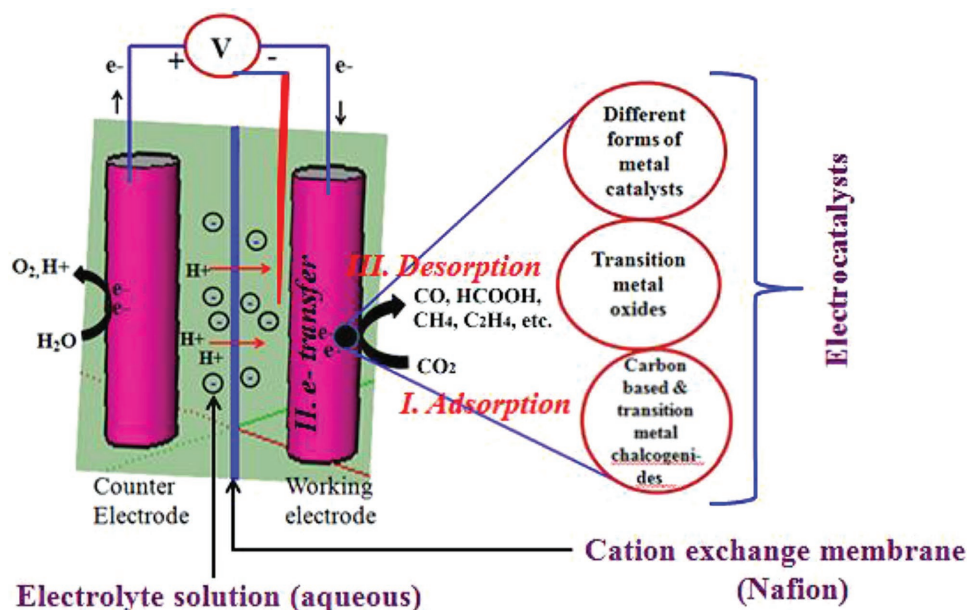 V
+
-
e-
e-
Different forms of
metal
catalysts
Transition
metal
oxides
Carbon
based &
transition
metal
chalcogeni-
des
Electrocatalysts
O2, H+
H2O
e-
e-
H+
H+
H+
-
-
-
-
-
-
-
-
-
II. e- transfer
III. Desorption
CO, HCOOH,
CH4, C2H4, etc.
e-
e-
CO2
I. Adsorption
Counter
Electrode
Working
electrode
Cation exchange membrane
(Nafion)
Electrolyte solution (aqueous)